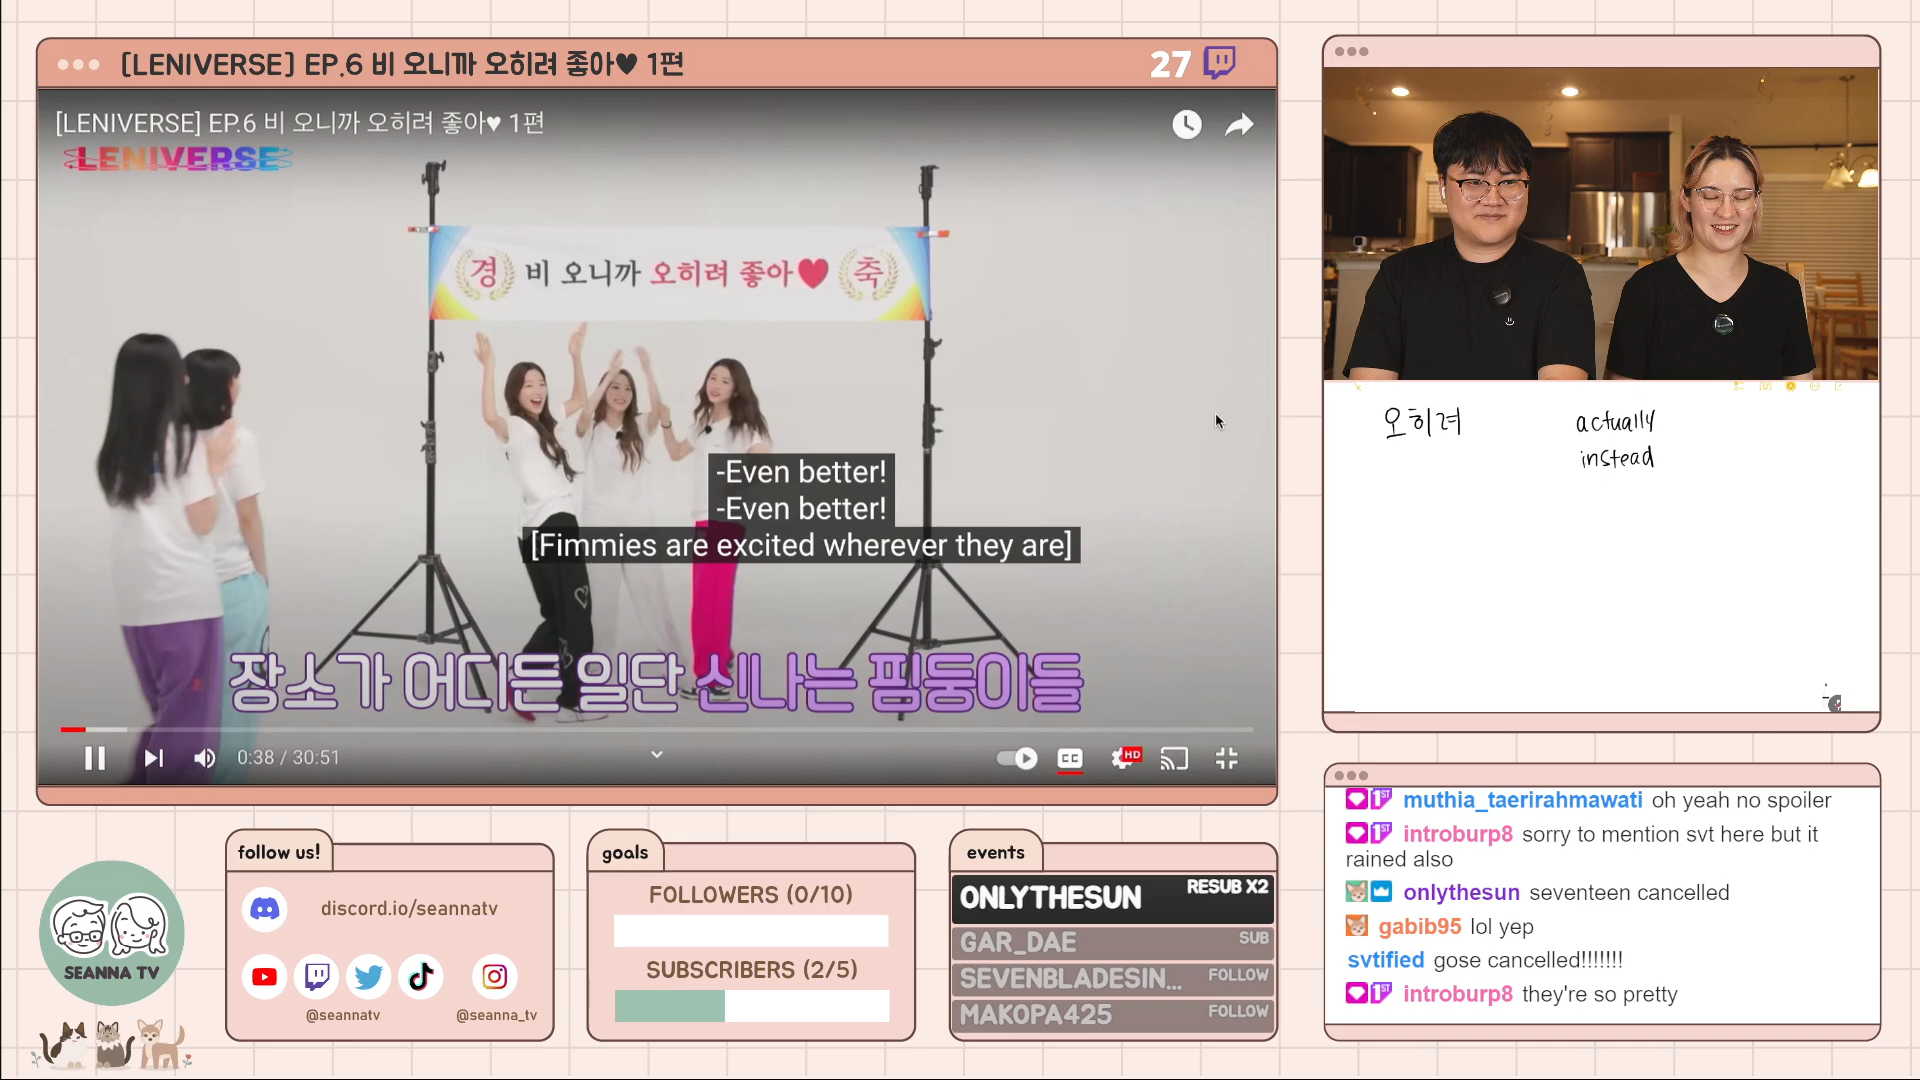 [LENIVERSE] EP.6 비 오니까 오히려 좋아♥ 1편
27
[LENIVERSE] EP.6 비 오니까 오히려 좋아♥ 1편
LENIVERSE
경 비 오니까 오히려 좋아♥ 축
-Even better!
-Even better!
[Fimmies are excited wherever they are]
장소가 어디든 일단 신나는 핌둥이들
0:38 / 30:51
CC
HD
오히려 actually
instead
muthia_taerirahmawati oh yeah no spoiler
introburp8 sorry to mention svt here but it
rained also
onlythesun seventeen cancelled
gabib95 lol yep
svtified gose cancelled!!!!!!!
introburp8 they're so pretty
SEANNA TV
follow us!
discord.io/seannatv
@seannatv
@seanna_tv
goals
FOLLOWERS (0/10)
SUBSCRIBERS (2/5)
events
ONLYTHESUN RESUB X2
GAR_DAE SUB
SEVENBLADESIN... FOLLOW
MAKOPA425 FOLLOW